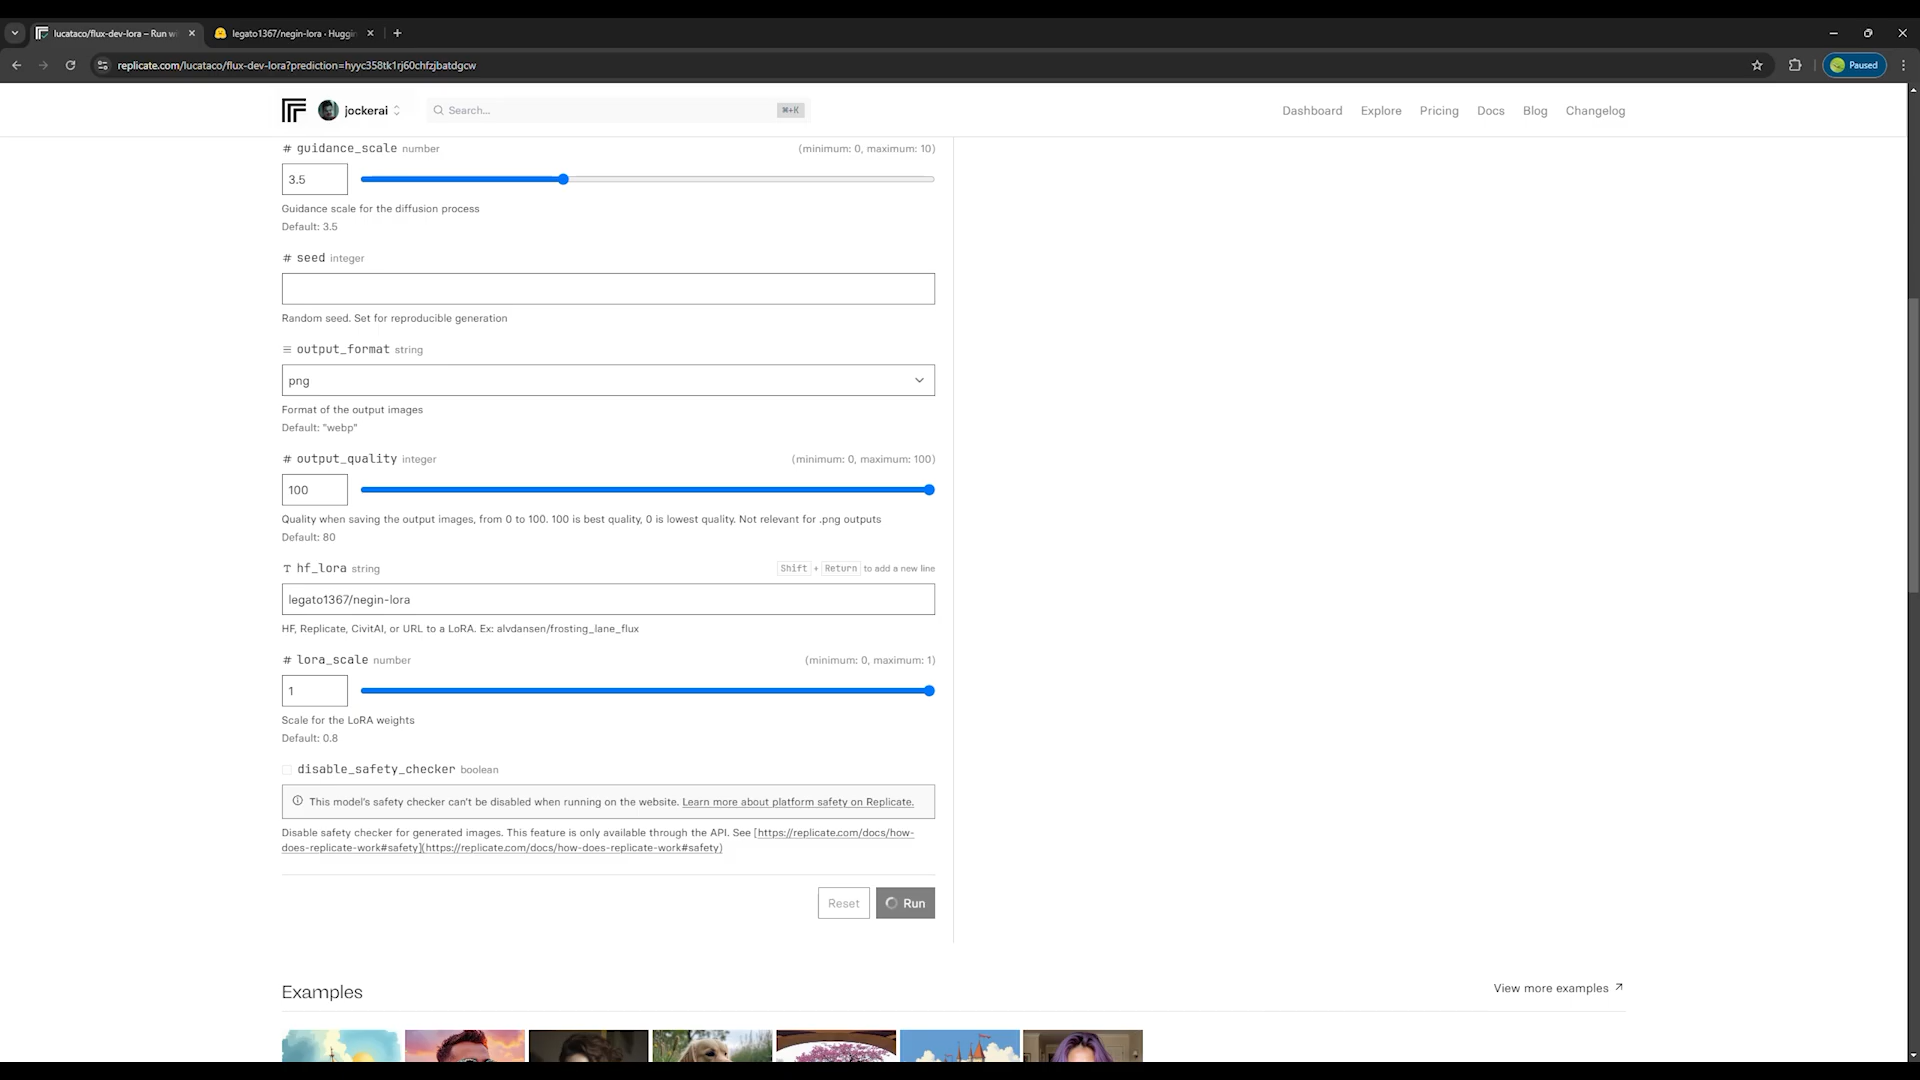 lucataco/flux-dev-lora – Run wi
legato1367/negin-lora · Huggin
replicate.com/lucataco/flux-dev-lora?prediction=hyyc358tk1rj60chfzjbatdgcw
Paused
jockerai
Search...
⌘+K
Dashboard
Explore
Pricing
Docs
Blog
Changelog
# guidance_scale number (minimum: 0, maximum: 10)
3.5
Guidance scale for the diffusion process
Default: 3.5
# seed integer
Random seed. Set for reproducible generation
output_format string
png
Format of the output images
Default: "webp"
# output_quality integer (minimum: 0, maximum: 100)
100
Quality when saving the output images, from 0 to 100. 100 is best quality, 0 is lowest quality. Not relevant for .png outputs
Default: 80
T hf_lora string Shift + Return to add a new line
legato1367/negin-lora
HF, Replicate, CivitAI, or URL to a LoRA. Ex: alvdansen/frosting_lane_flux
# lora_scale number (minimum: 0, maximum: 1)
1
Scale for the LoRA weights
Default: 0.8
disable_safety_checker boolean
This model's safety checker can't be disabled when running on the website. Learn more about platform safety on Replicate.
Disable safety checker for generated images. This feature is only available through the API. See [https://replicate.com/docs/how-
does-replicate-work#safety](https://replicate.com/docs/how-does-replicate-work#safety)
Reset
Run
Examples
View more examples